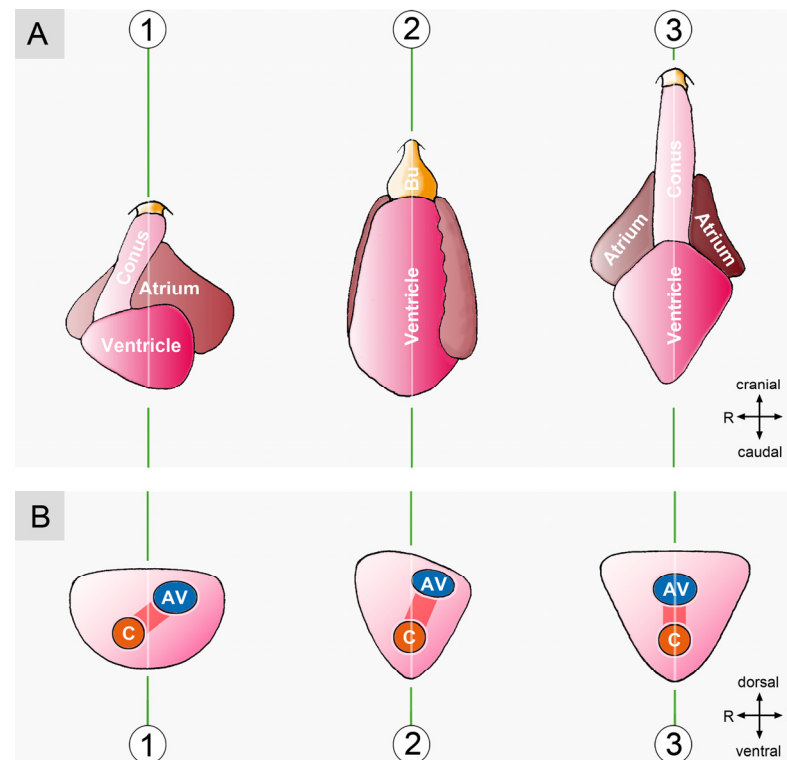 A
1
2
3
Conus
Atrium
Ventricle
Bu
Ventricle
Conus
Atrium
Atrium
Ventricle
cranial
R
caudal
B
AV
C
AV
C
AV
C
dorsal
R
ventral
1
2
3